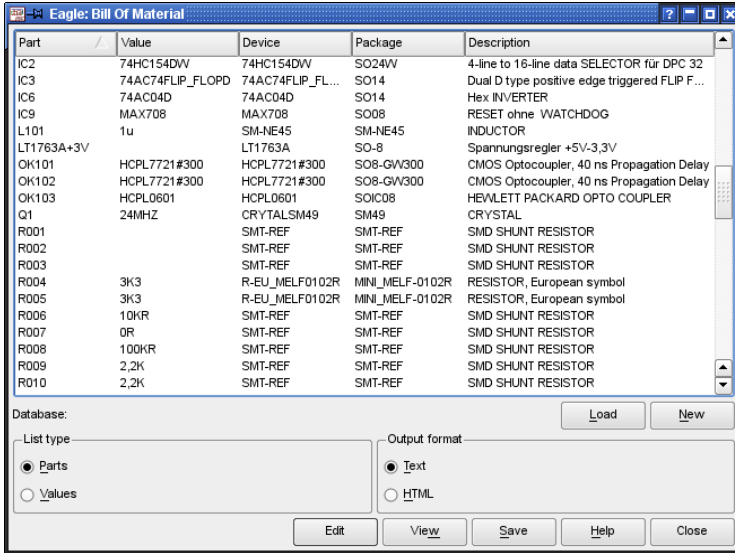 Eagle: Bill Of Material
Part Value Device Package Description
IC2 74HC154DW 74HC154DW SO24W 4-line to 16-line data SELECTOR für DPC 32
IC3 74AC74FLIP_FLOPD 74AC74FLIP_FL... SO14 Dual D type positive edge triggered FLIP F...
IC6 74AC04D 74AC04D SO14 Hex INVERTER
IC9 MAX708 MAX708 SO08 RESET ohne WATCHDOG
L101 1u SM-NE45 SM-NE45 INDUCTOR
LT1763A+3V LT1763A SO-8 Spannungsregler +5V-3,3V
OK101 HCPL7721#300 HCPL7721#300 SO8-GW300 CMOS Optocoupler, 40 ns Propagation Delay
OK102 HCPL7721#300 HCPL7721#300 SO8-GW300 CMOS Optocoupler, 40 ns Propagation Delay
OK103 HCPL0601 HCPL0601 SOIC08 HEWLETT PACKARD OPTO COUPLER
Q1 24MHZ CRYTALSM49 SM49 CRYSTAL
R001 SMT-REF SMT-REF SMD SHUNT RESISTOR
R002 SMT-REF SMT-REF SMD SHUNT RESISTOR
R003 SMT-REF SMT-REF SMD SHUNT RESISTOR
R004 3K3 R-EU_MELF0102R MINI_MELF-0102R RESISTOR, European symbol
R005 3K3 R-EU_MELF0102R MINI_MELF-0102R RESISTOR, European symbol
R006 10KR SMT-REF SMT-REF SMD SHUNT RESISTOR
R007 0R SMT-REF SMT-REF SMD SHUNT RESISTOR
R008 100KR SMT-REF SMT-REF SMD SHUNT RESISTOR
R009 2,2K SMT-REF SMT-REF SMD SHUNT RESISTOR
R010 2,2K SMT-REF SMT-REF SMD SHUNT RESISTOR
Database: Load New
List type Output format
Parts Text
Values HTML
Edit View Save Help Close